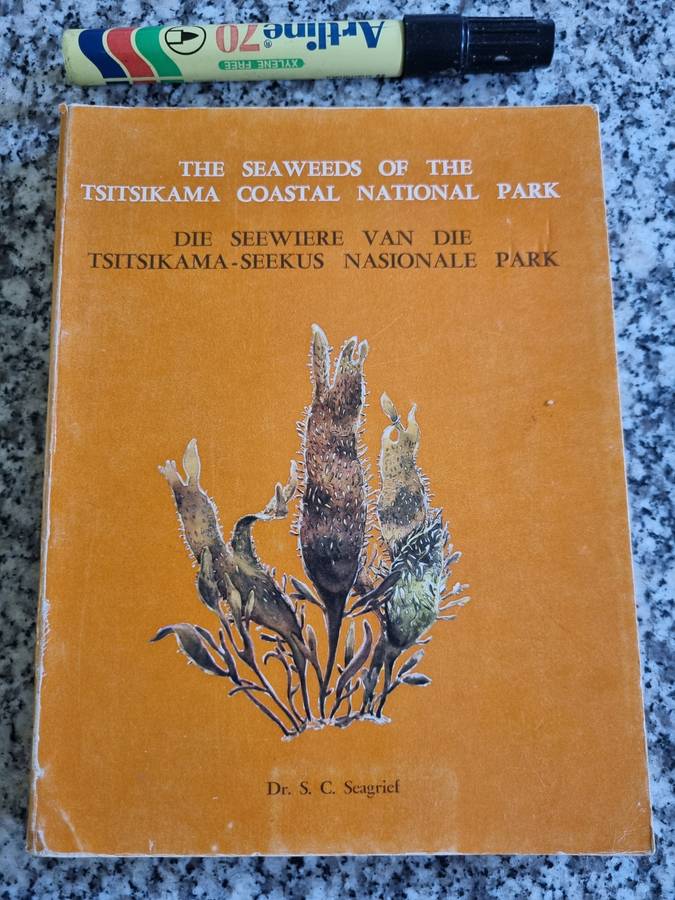 Artline® 70
XYLENE FREE
THE SEAWEEDS OF THE
TSITSIKAMA COASTAL NATIONAL PARK
DIE SEEWIERE VAN DIE
TSITSIKAMA-SEEKUS NASIONALE PARK
Dr. S. C. Seagrief